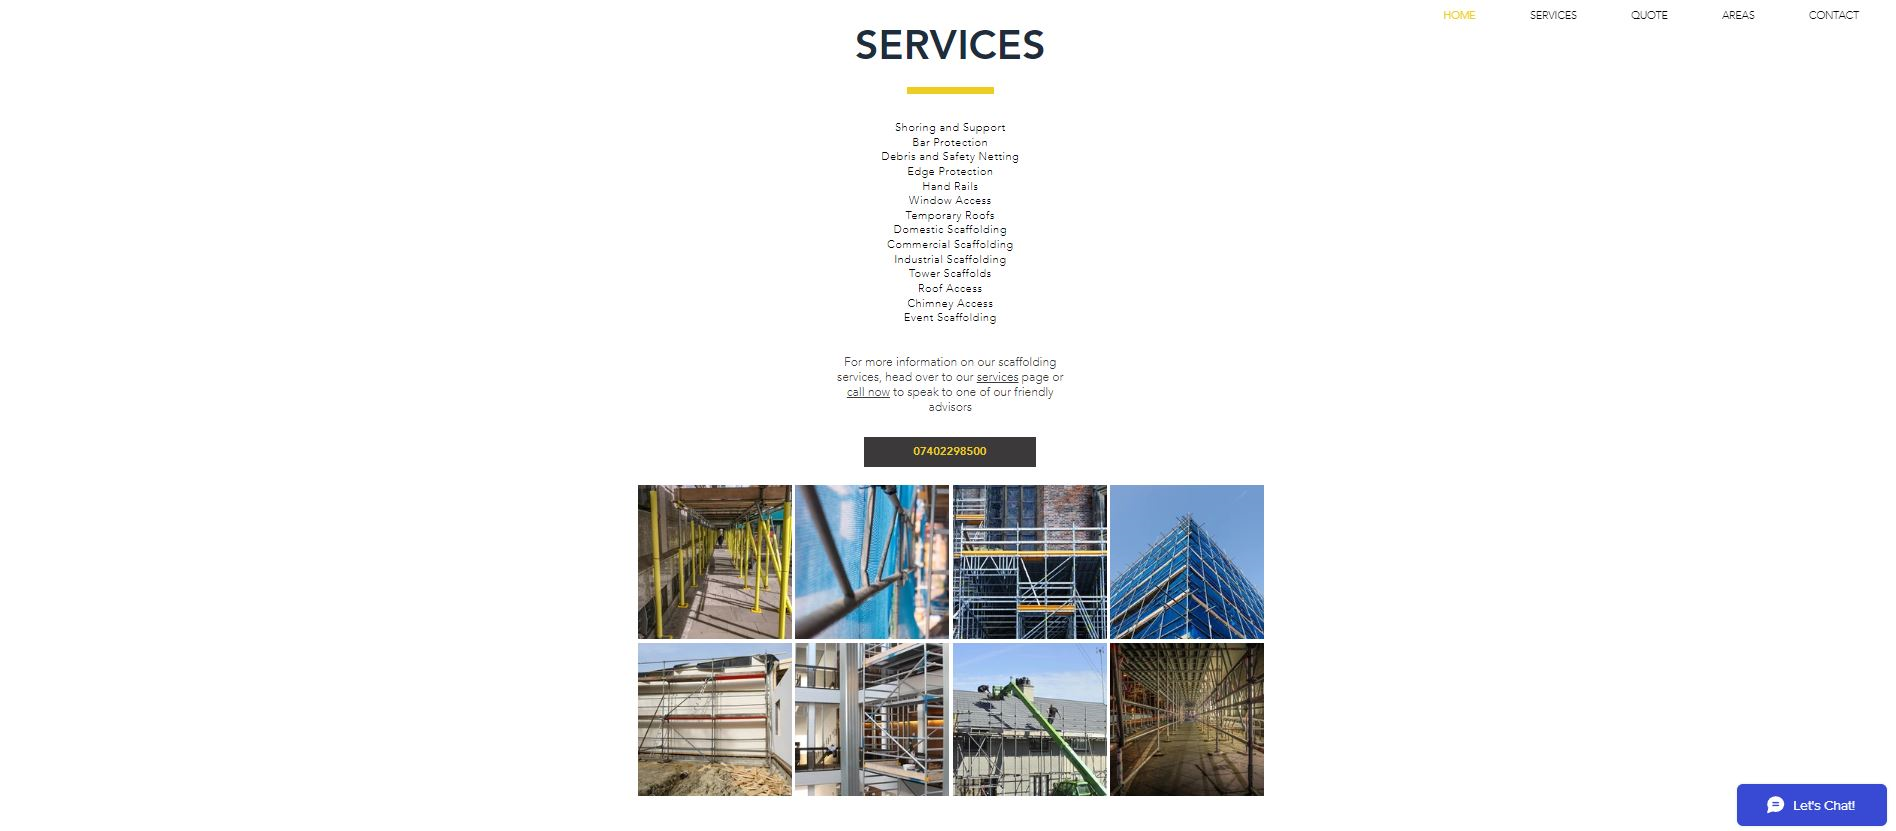 HOME SERVICES QUOTE AREAS CONTACT
SERVICES
Shoring and Support
Bar Protection
Debris and Safety Netting
Edge Protection
Hand Rails
Window Access
Temporary Roofs
Domestic Scaffolding
Commercial Scaffolding
Industrial Scaffolding
Tower Scaffolds
Roof Access
Chimney Access
Event Scaffolding
For more information on our scaffolding
services, head over to our services page or
call now to speak to one of our friendly
advisors
07402298500
Let's Chat!